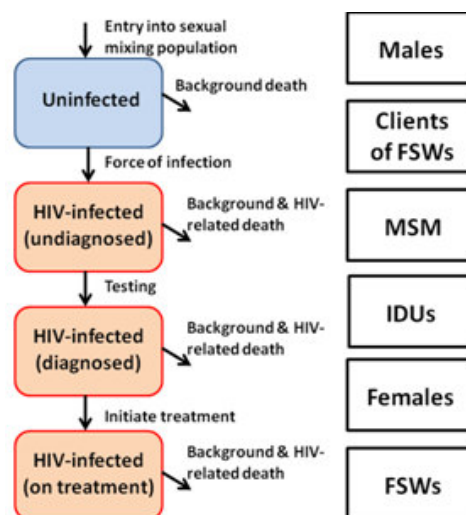 Entry into sexual
mixing population
Uninfected
Background death
Force of infection
HIV-infected
(undiagnosed)
Background & HIV-
related death
Testing
HIV-infected
(diagnosed)
Background & HIV-
related death
Initiate treatment
HIV-infected
(on treatment)
Background & HIV-
related death
Males
Clients
of FSWs
MSM
IDUs
Females
FSWs